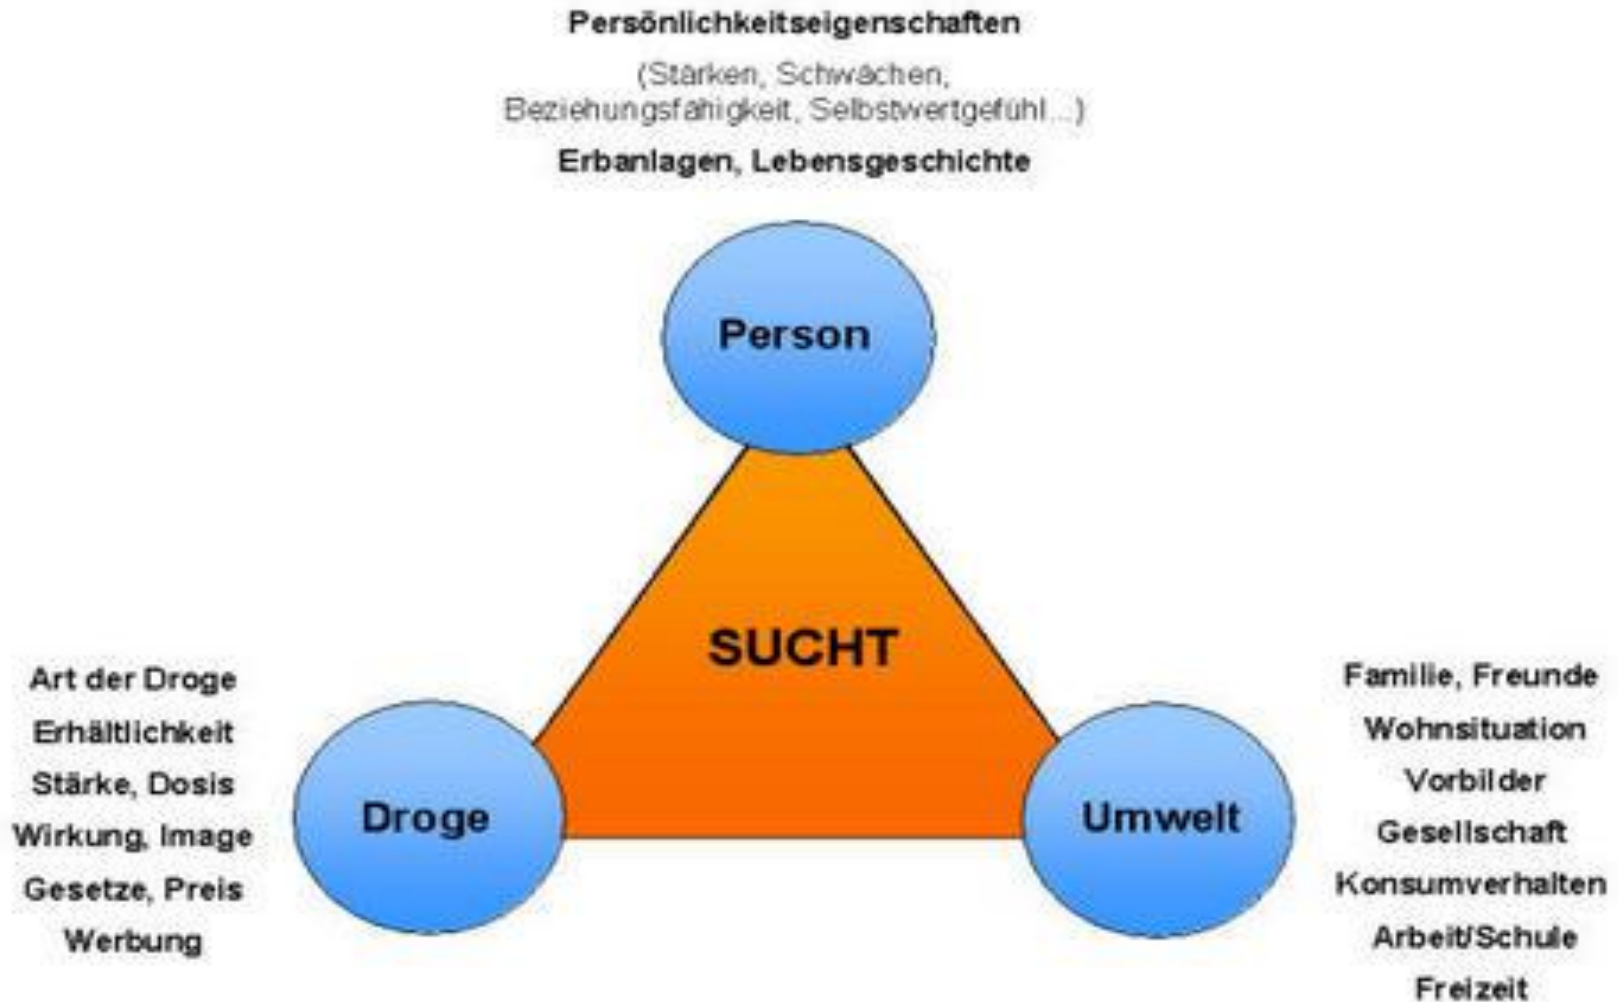 Persönlichkeitseigenschaften
(Stärken, Schwächen,
Beziehungsfähigkeit, Selbstwertgefühl...)
Erbanlagen, Lebensgeschichte
Person
SUCHT
Droge
Art der Droge
Erhältlichkeit
Stärke, Dosis
Wirkung, Image
Gesetze, Preis
Werbung
Umwelt
Familie, Freunde
Wohnsituation
Vorbilder
Gesellschaft
Konsumverhalten
Arbeit/Schule
Freizeit